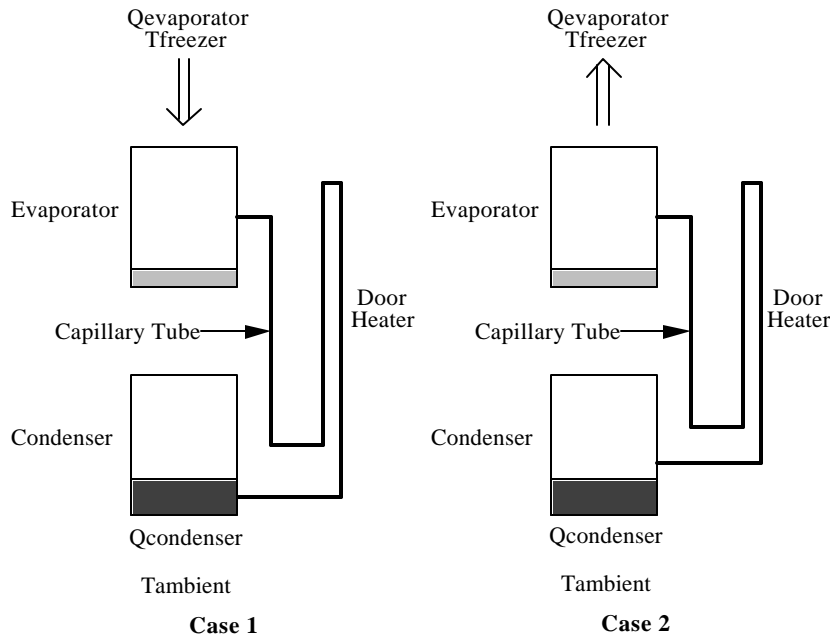 Qevaporator
Tfreezer
Evaporator
Door
Heater
Capillary Tube
Condenser
Qcondenser
Tambient
Case 1
Qevaporator
Tfreezer
Evaporator
Door
Heater
Capillary Tube
Condenser
Qcondenser
Tambient
Case 2